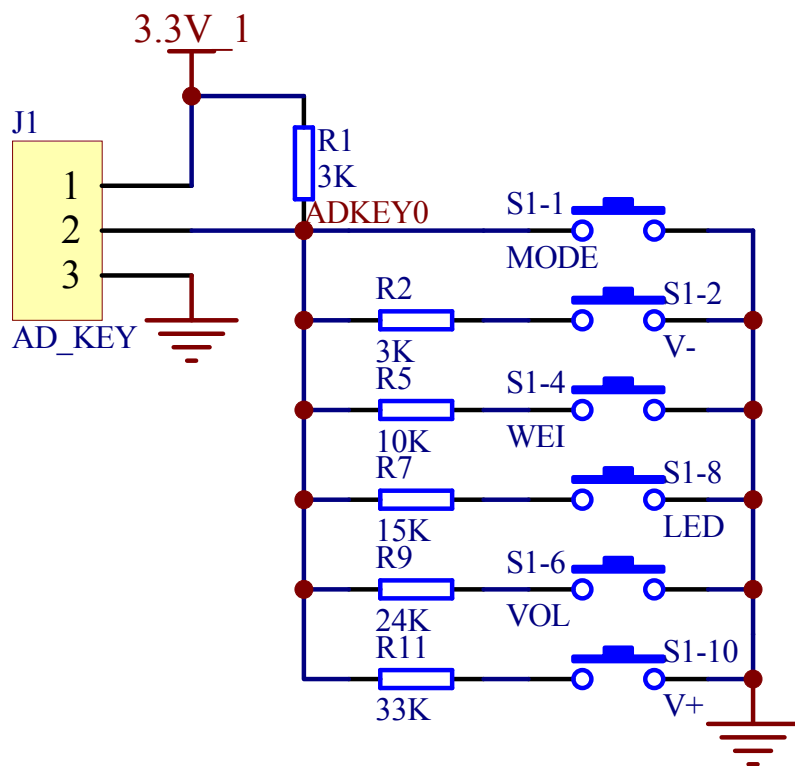 3.3V_1
J1
1
2
3
AD_KEY
R1
3K
ADKEY0
S1-1
MODE
R2
3K
S1-2
V-
R5
10K
S1-4
WEI
R7
15K
S1-8
LED
R9
24K
S1-6
VOL
R11
33K
S1-10
V+